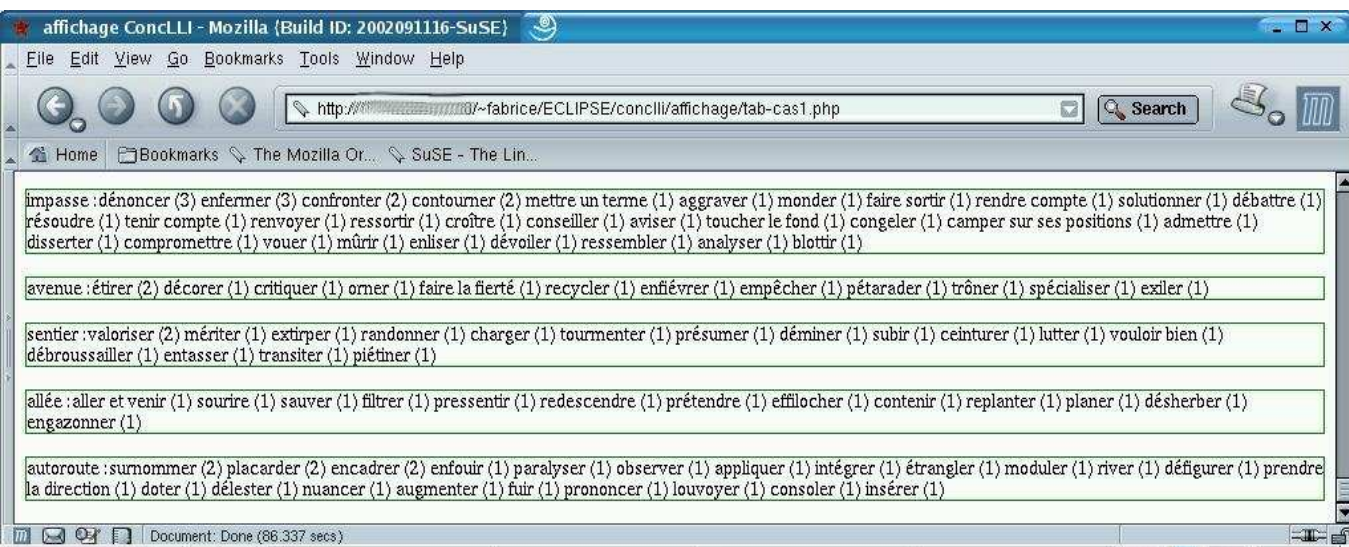 affichage ConcLLI - Mozilla {Build ID: 2002091116-SuSE}
File Edit View Go Bookmarks Tools Window Help
http:// /~fabrice/ECLIPSE/conclli/affichage/tab-cas1.php Search
Home Bookmarks The Mozilla Or... SuSE - The Lin...
impasse :dénoncer (3) enfermer (3) confronter (2) contourner (2) mettre un terme (1) aggraver (1) monder (1) faire sortir (1) rendre compte (1) solutionner (1) débattre (1)
résoudre (1) tenir compte (1) renvoyer (1) ressortir (1) croître (1) conseiller (1) aviser (1) toucher le fond (1) congeler (1) camper sur ses positions (1) admettre (1)
disserter (1) compromettre (1) vouer (1) mûrir (1) enliser (1) dévoiler (1) ressembler (1) analyser (1) blottir (1)
avenue :étirer (2) décorer (1) critiquer (1) orner (1) faire la fierté (1) recycler (1) enfiévrer (1) empêcher (1) pétarader (1) trôner (1) spécialiser (1) exiler (1)
sentier :valoriser (2) mériter (1) extirper (1) randonner (1) charger (1) tourmenter (1) présumer (1) déminer (1) subir (1) ceinturer (1) lutter (1) vouloir bien (1)
débroussailler (1) entasser (1) transiter (1) piétiner (1)
allée :aller et venir (1) sourire (1) sauver (1) filtrer (1) pressentir (1) redescendre (1) prétendre (1) effilocher (1) contenir (1) replanter (1) planer (1) désherber (1)
engazonner (1)
autoroute :surnommer (2) placarder (2) encadrer (2) enfouir (1) paralyser (1) observer (1) appliquer (1) intégrer (1) étrangler (1) moduler (1) river (1) défigurer (1) prendre
la direction (1) doter (1) délester (1) nuancer (1) augmenter (1) fuir (1) prononcer (1) louvoyer (1) consoler (1) insérer (1)
Document: Done (86.337 secs)